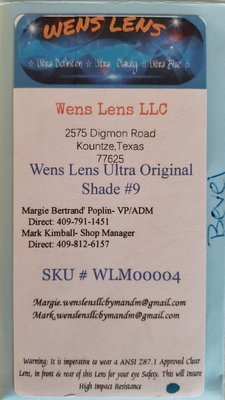 WENS LENS
☆ Ultra Definition ☆ Ultra Clarity ☆ Ultra Blue ☆
Wens Lens LLC
2575 Digmon Road
Kountze,Texas
77625
Wens Lens Ultra Original
Shade #9
Margie Bertrand' Poplin- VP/ADM
Direct: 409-791-1451
Mark Kimball- Shop Manager
Direct: 409-812-6157
SKU # WLM00004
Margie.wenslensllcbymandm@gmail.com
Mark.wenslensllcbymandm@gmail.com
Warning: It is imperative to wear a ANSI Z87.1 Approved Clear
Lens, in front & rear of this Lens for your eye Safety. This will Insure
High Impact Resistance
Bevel